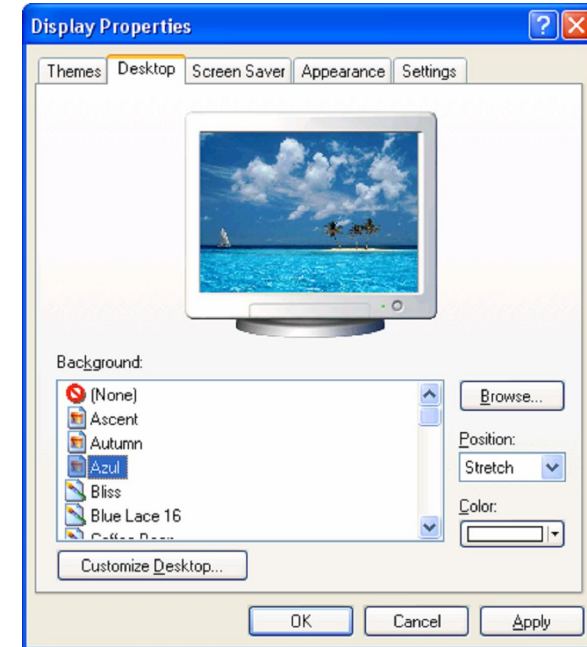 Display Properties
Themes Desktop Screen Saver Appearance Settings
Background:
(None)
Ascent
Autumn
Azul
Bliss
Blue Lace 16
Browse...
Position:
Stretch
Color:
Customize Desktop...
OK Cancel Apply